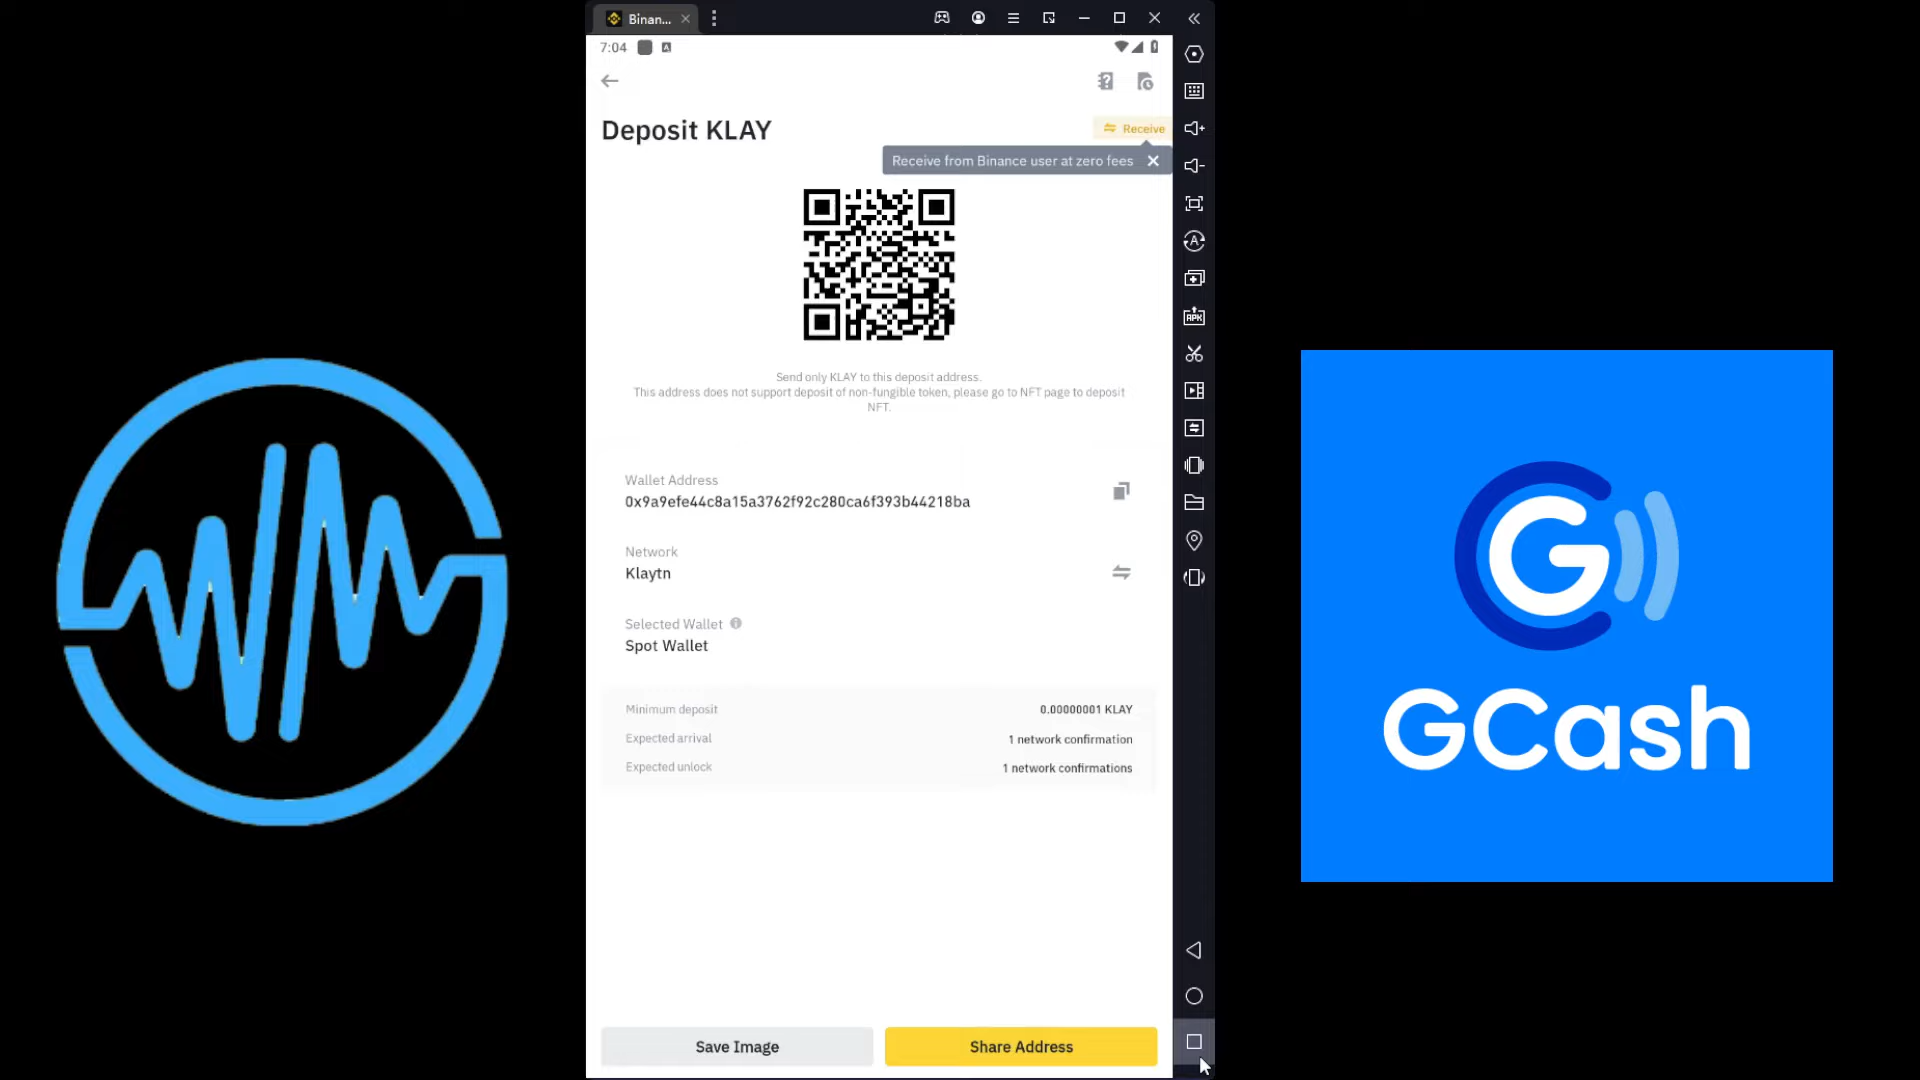 Binan...
7:04
A
Deposit KLAY
Receive
Receive from Binance user at zero fees
Send only KLAY to this deposit address.
This address does not support deposit of non-fungible token, please go to NFT page to deposit
NFT.
Wallet Address
0x9a9efe44c8a15a3762f92c280ca6f393b44218ba
Network
Klaytn
Selected Wallet
Spot Wallet
Minimum deposit
0.00000001 KLAY
Expected arrival
1 network confirmation
Expected unlock
1 network confirmations
Save Image
Share Address
A
APK
WM
G
GCash